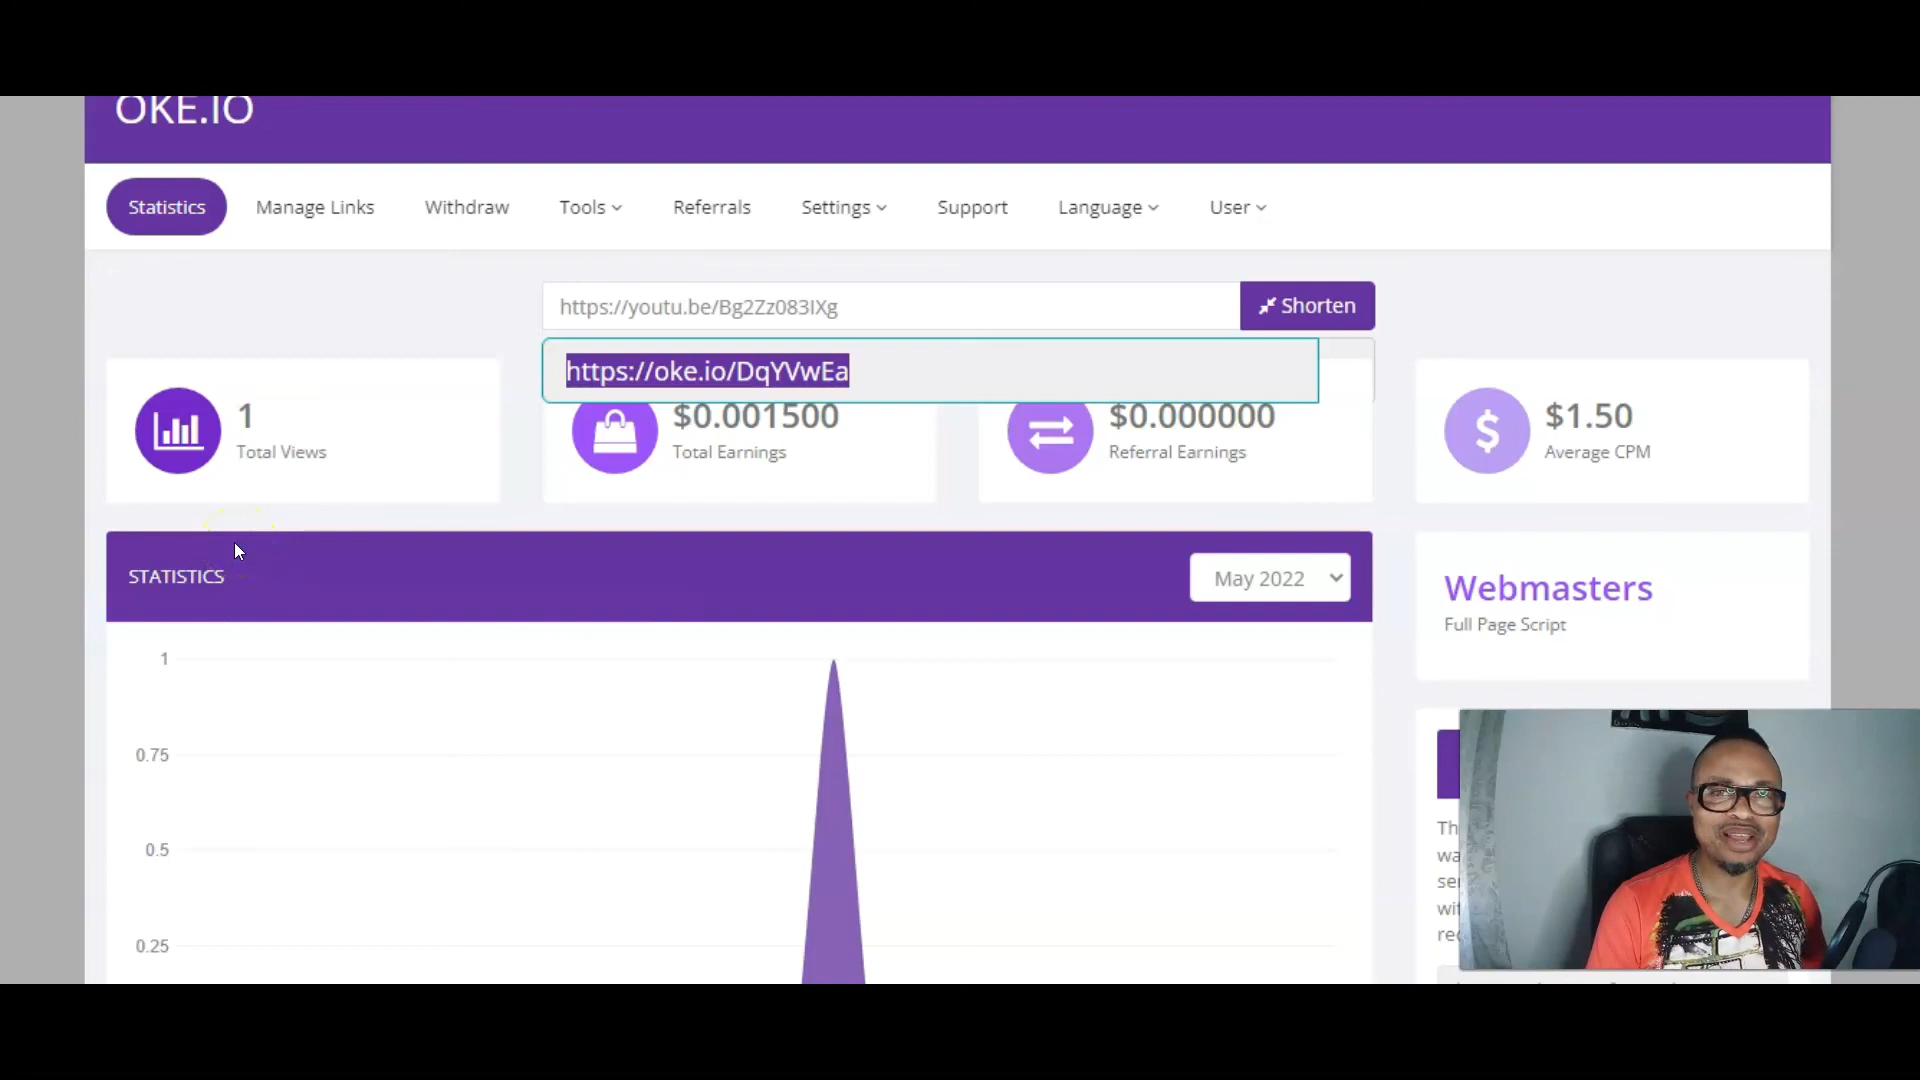 OKE.IO
Statistics
Manage Links
Withdraw
Tools
Referrals
Settings
Support
Language
User
https://youtu.be/Bg2Zz083IXg
Shorten
https://oke.io/DqYVwEa
1
Total Views
$0.001500
Total Earnings
$0.000000
Referral Earnings
$1.50
Average CPM
STATISTICS
May 2022
Webmasters
Full Page Script
1
0.75
0.5
0.25